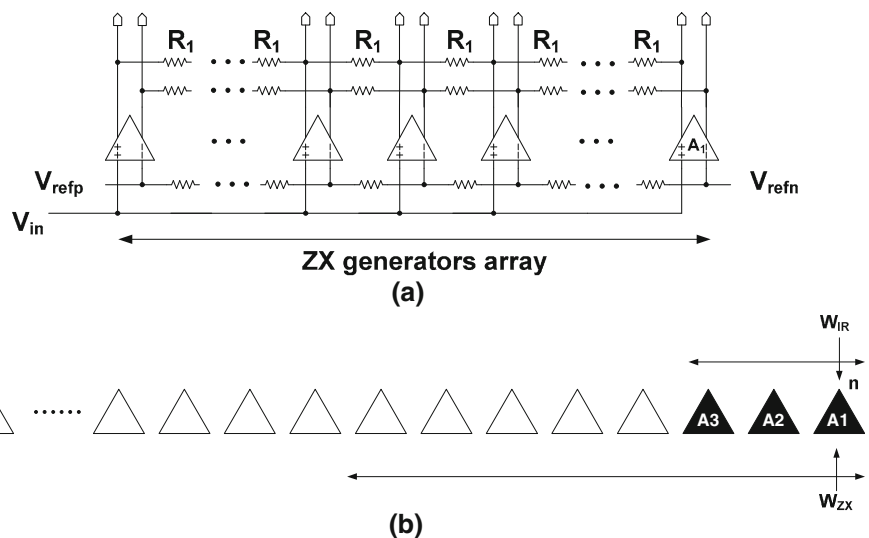 R1 ••• R1 R1 R1 R1 ••• R1
•••
•••
•••
•••
A1
Vrefp
•••
•••
Vrefn
Vin
ZX generators array
(a)
WIR
n
••••••
A3 A2 A1
WZX
(b)